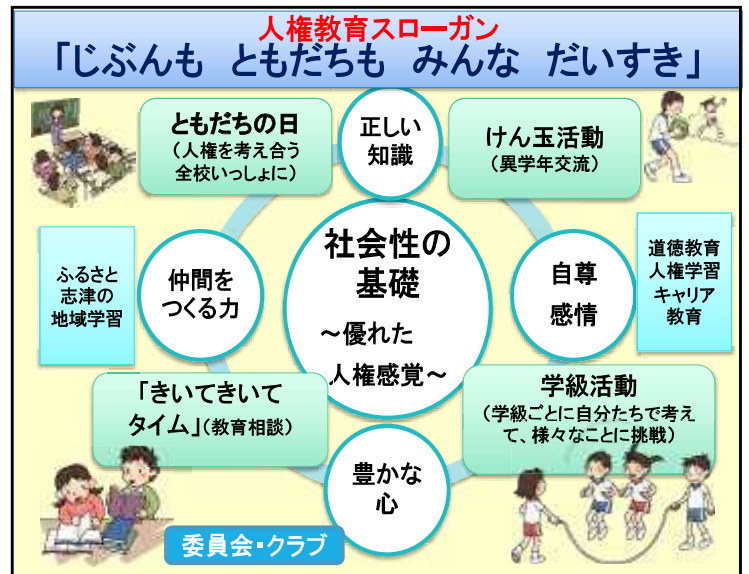 人権教育スローガン
「じぶんも ともだちも みんな だいすき」
ともだちの日
（人権を考え合う
全校いっしょに）
正しい
知識
けん玉活動
（異学年交流）
ふるさと
志津の
地域学習
仲間を
つくる力
社会性の
基礎
～優れた
人権感覚～
自尊
感情
道徳教育
人権学習
キャリア
教育
「きいてきいて
タイム」（教育相談）
学級活動
（学級ごとに自分たちで考え
て、様々なことに挑戦）
豊かな
心
委員会・クラブ